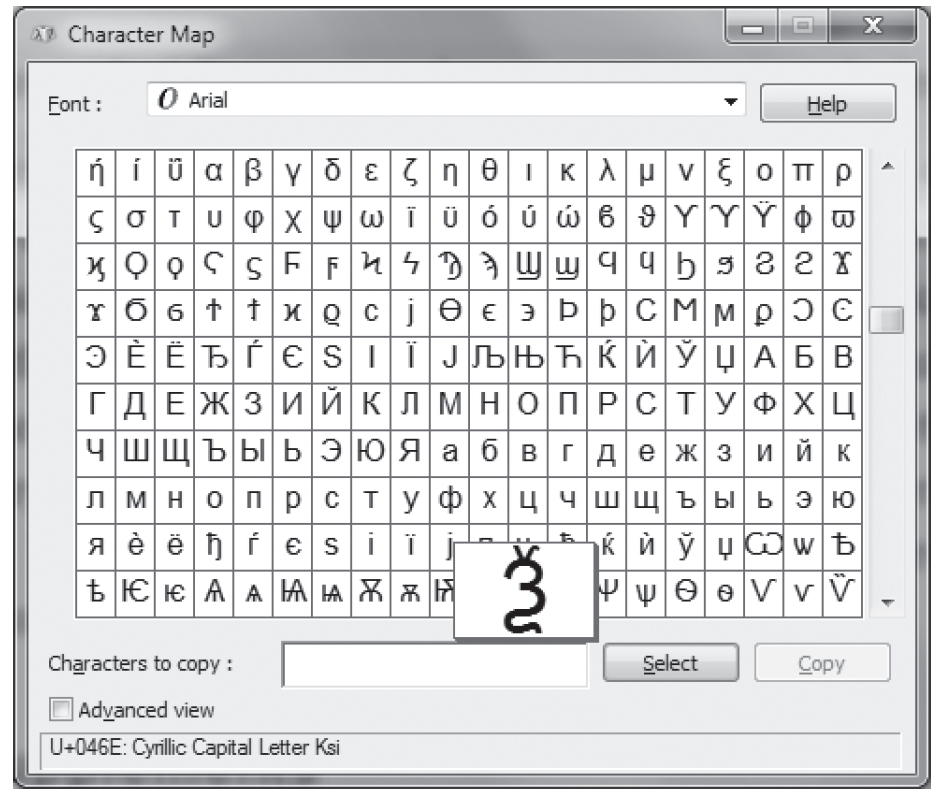 Character Map
Font :
O Arial
Help
ή ί ΰ α β γ δ ε ζ η θ ι κ λ μ ν ξ ο π ρ
ς σ τ υ φ χ ψ ω ϊ ϋ ό ύ ώ ϐ ϑ ϒ ϓ ϔ ϕ ϖ
ϗ Ϙ ϙ Ϛ ϛ Ϝ ϝ Ϟ ϟ Ϡ ϡ Ϣ ϣ Ϥ ϥ Ϧ ϧ Ϩ ϩ Ϫ
ϫ Ϭ ϭ Ϯ ϯ ϰ ϱ ϲ ϳ ϴ ϵ ϶ Ϸ ϸ Ϲ Ϻ ϻ ϼ Ͻ Ͼ
Ͽ Ѐ Ё Ђ Ѓ Є Ѕ І Ї Ј Љ Њ Ћ Ќ Ѝ Ў Џ А Б В
Г Д Е Ж З И Й К Л М Н О П Р С Т У Ф Х Ц
Ч Ш Щ Ъ Ы Ь Э Ю Я а б в г д е ж з и й к
л м н о п р с т у ф х ц ч ш щ ъ ы ь э ю
я ѐ ё ђ ѓ є ѕ і ї ј ќ ѝ ў џ Ѡ ѡ Ѣ
ѣ Ѥ ѥ Ѧ ѧ Ѩ ѩ Ѫ ѫ Ѭ Ѯ Ѱ ѱ Ѳ ѳ Ѵ ѵ Ѷ
Characters to copy :
Select
Copy
Advanced view
U+046E: Cyrillic Capital Letter Ksi